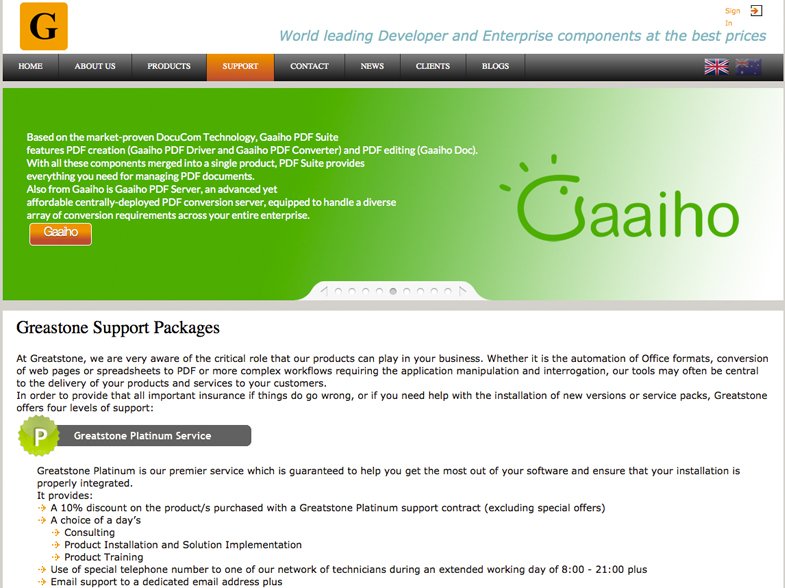 G
Sign
In
World leading Developer and Enterprise components at the best prices
HOME ABOUT US PRODUCTS SUPPORT CONTACT NEWS CLIENTS BLOGS
Based on the market-proven DocuCom Technology, Gaaiho PDF Suite
features PDF creation (Gaaiho PDF Driver and Gaaiho PDF Converter) and PDF editing (Gaaiho Doc).
With all these components merged into a single product, PDF Suite provides
everything you need for managing PDF documents.
Also from Gaaiho is Gaaiho PDF Server, an advanced yet
affordable centrally-deployed PDF conversion server, equipped to handle a diverse
array of conversion requirements across your entire enterprise.
Gaaiho
Gaaiho
Greastone Support Packages
At Greatstone, we are very aware of the critical role that our products can play in your business. Whether it is the automation of Office formats, conversion
of web pages or spreadsheets to PDF or more complex workflows requiring the application manipulation and interrogation, our tools may often be central
to the delivery of your products and services to your customers.
In order to provide that all important insurance if things do go wrong, or if you need help with the installation of new versions or service packs, Greatstone
offers four levels of support:
P Greatstone Platinum Service
Greatstone Platinum is our premier service which is guaranteed to help you get the most out of your software and ensure that your installation is
properly integrated.
It provides:
A 10% discount on the product/s purchased with a Greatstone Platinum support contract (excluding special offers)
A choice of a day's
Consulting
Product Installation and Solution Implementation
Product Training
Use of special telephone number to one of our network of technicians during an extended working day of 8:00 - 21:00 plus
Email support to a dedicated email address plus